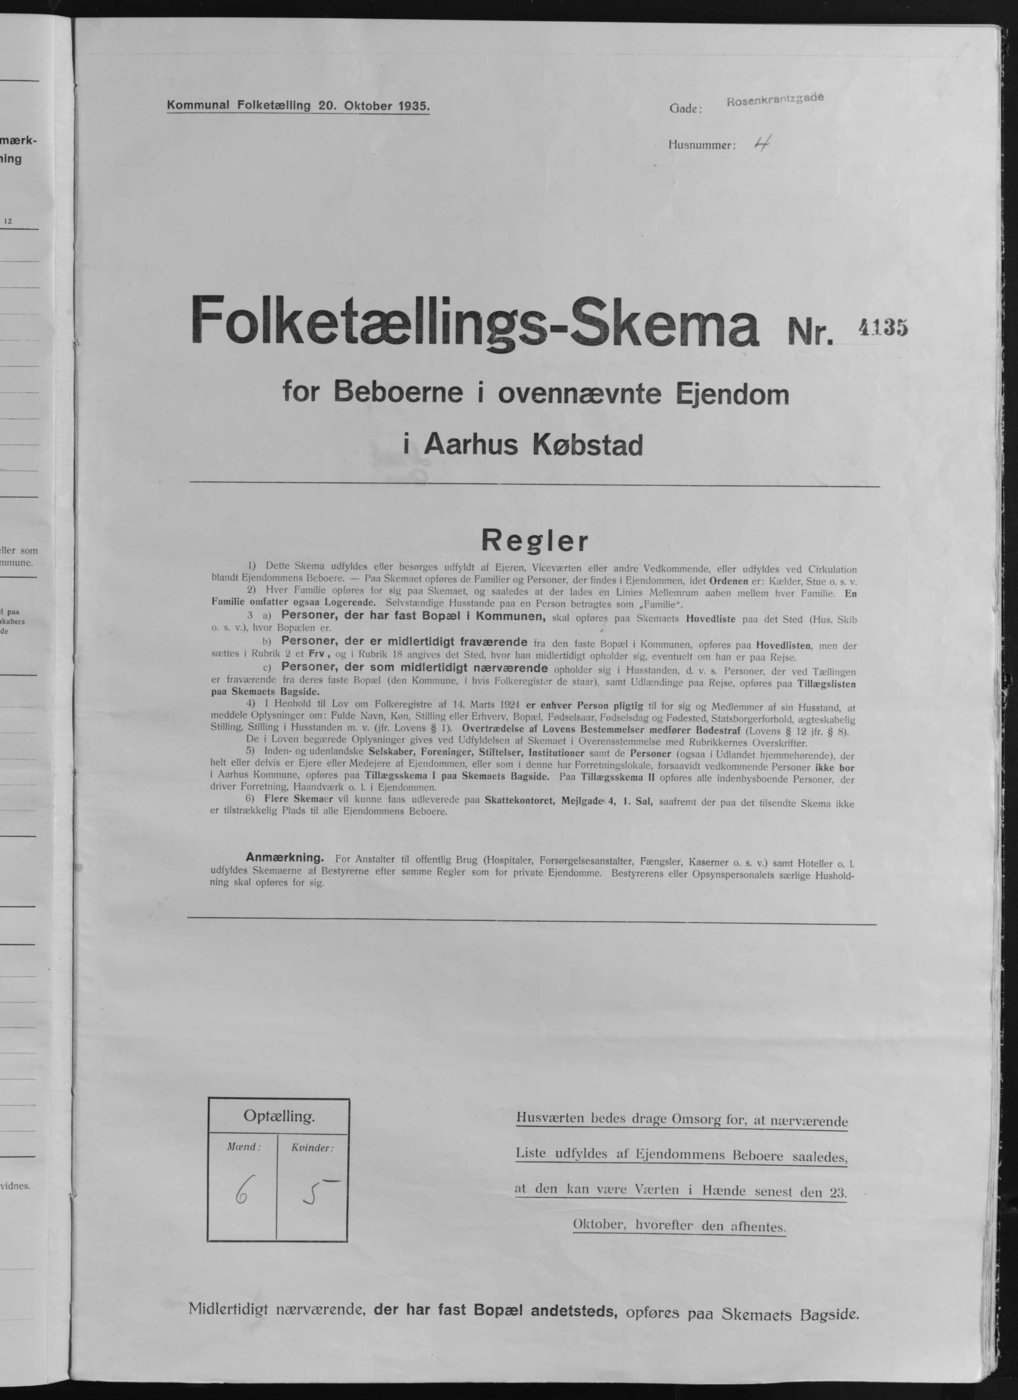 mærk-
ning
12
eller som
mmune.
l paa
skabers
de
vidnes.
Kommunal Folketælling 20. Oktober 1935.
Gade: Rosenkrantzgade
Husnummer: 4
Folketællings-Skema Nr. 4135
for Beboerne i ovennævnte Ejendom
i Aarhus Købstad
Regler
1) Dette Skema udfyldes eller besørges udfyldt af Ejeren, Viceværten eller andre Vedkommende, eller udfyldes ved Cirkulation
blandt Ejendommens Beboere. — Paa Skemaet opføres de Familier og Personer, der findes i Ejendommen, idet Ordenen er: Kælder, Stue o. s. v.
2) Hver Familie opføres for sig paa Skemaet, og saaledes at der lades en Linies Mellemrum aaben mellem hver Familie. En
Familie omfatter ogsaa Logerende. Selvstændige Husstande paa en Person betragtes som „Familie“.
3 a) Personer, der har fast Bopæl i Kommunen, skal opføres paa Skemaets Hovedliste paa det Sted (Hus, Skib
o. s. v.), hvor Bopælen er.
b) Personer, der er midlertidigt fraværende fra den faste Bopæl i Kommunen, opføres paa Hovedlisten, men der
sættes i Rubrik 2 et Frv, og i Rubrik 18 angives det Sted, hvor han midlertidigt opholder sig, eventuelt om han er paa Rejse.
c) Personer, der som midlertidigt nærværende opholder sig i Husstanden, d. v. s. Personer, der ved Tællingen
er fraværende fra deres faste Bopæl (den Kommune, i hvis Folkeregister de staar), samt Udlændinge paa Rejse, opføres paa Tillægslisten
paa Skemaets Bagside.
4) I Henhold til Lov om Folkeregistre af 14. Marts 1924 er enhver Person pligtig til for sig og Medlemmer af sin Husstand, at
meddele Oplysninger om: Fulde Navn, Køn, Stilling eller Erhverv, Bopæl, Fødselsaar, Fødselsdag og Fødested, Statsborgerforhold, ægteskabelig
Stilling, Stilling i Husstanden m. v. (jfr. Lovens § 1). Overtrædelse af Lovens Bestemmelser medfører Bødestraf (Lovens § 12 jfr. § 8).
De i Loven begærede Oplysninger gives ved Udfyldelsen af Skemaet i Overensstemmelse med Rubrikkernes Overskrifter.
5) Inden- og udenlandske Selskaber, Foreninger, Stiftelser, Institutioner samt de Personer (ogsaa i Udlandet hjemmehørende), der
helt eller delvis er Ejere eller Medejere af Ejendommen, eller som i denne har Forretningslokale, forsaavidt vedkommende Personer ikke bor
i Aarhus Kommune, opføres paa Tillægsskema I paa Skemaets Bagside. Paa Tillægsskema II opføres alle indenbysboende Personer, der
driver Forretning, Haandværk o. l. i Ejendommen.
6) Flere Skemaer vil kunne faas udleverede paa Skattekontoret, Mejlgade 4, 1. Sal, saafremt der paa det tilsendte Skema ikke
er tilstrækkelig Plads til alle Ejendommens Beboere.
Anmærkning. For Anstalter til offentlig Brug (Hospitaler, Forsørgelsesanstalter, Fængsler, Kaserner o. s. v.) samt Hoteller o. l.
udfyldes Skemaerne af Bestyrerne efter samme Regler som for private Ejendomme. Bestyrerens eller Opsynspersonalets særlige Hushold-
ning skal opføres for sig.
Optælling.
Mænd: Kvinder:
6 5
Husværten bedes drage Omsorg for, at nærværende
Liste udfyldes af Ejendommens Beboere saaledes,
at den kan være Værten i Hænde senest den 23.
Oktober, hvorefter den afhentes.
Midlertidigt nærværende, der har fast Bopæl andetsteds, opføres paa Skemaets Bagside.